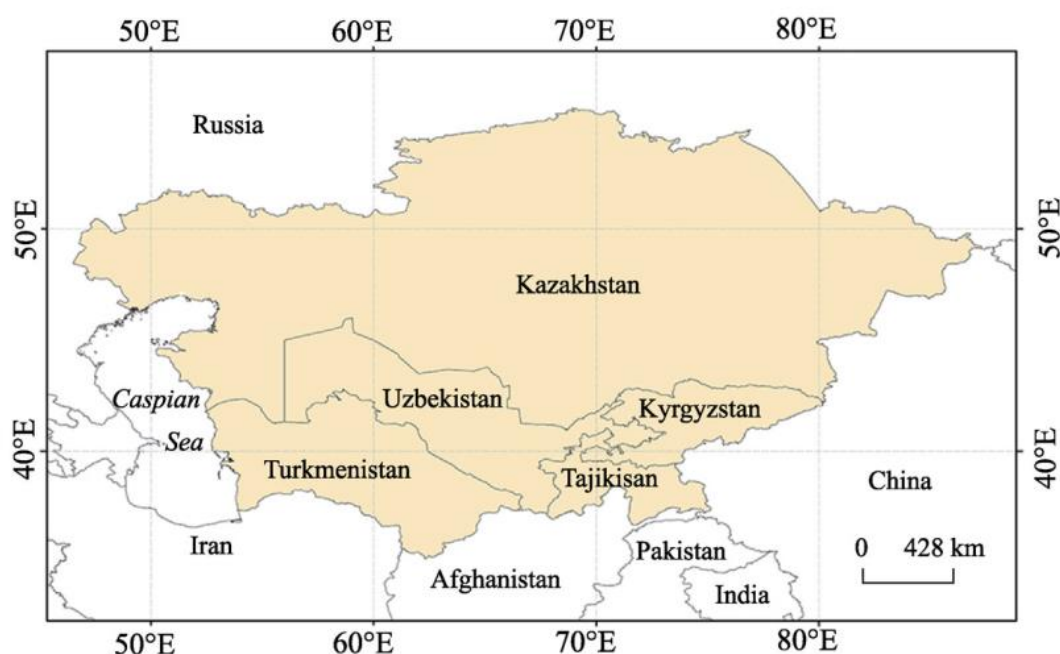 50°E 60°E 70°E 80°E
Russia
50°E 50°E
Kazakhstan
Caspian
Sea
Uzbekistan
Kyrgyzstan
40°E 40°E
Turkmenistan
Tajikisan
China
Iran
Afghanistan
Pakistan
India
0 428 km
50°E 60°E 70°E 80°E